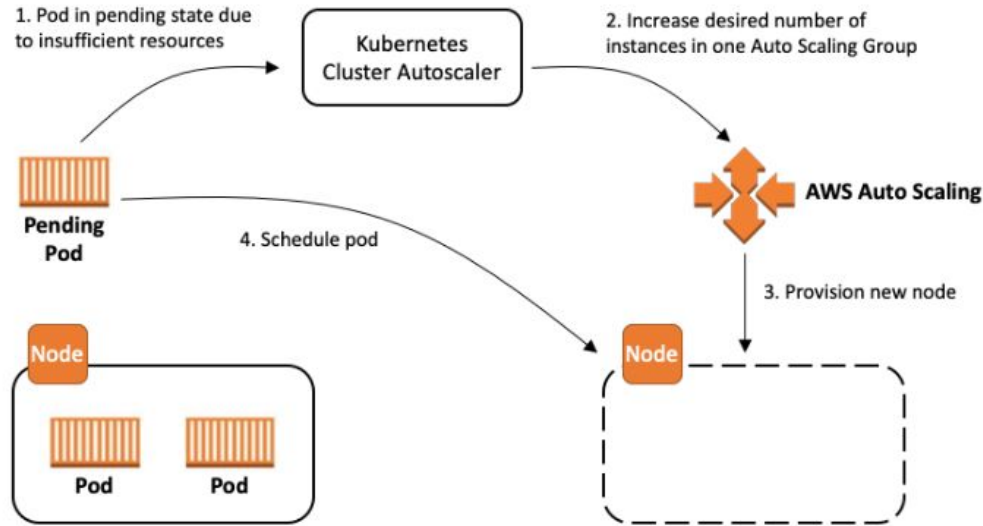 1. Pod in pending state due
to insufficient resources
Kubernetes
Cluster Autoscaler
2. Increase desired number of
instances in one Auto Scaling Group
Pending
Pod
AWS Auto Scaling
4. Schedule pod
3. Provision new node
Node
Node
Pod
Pod